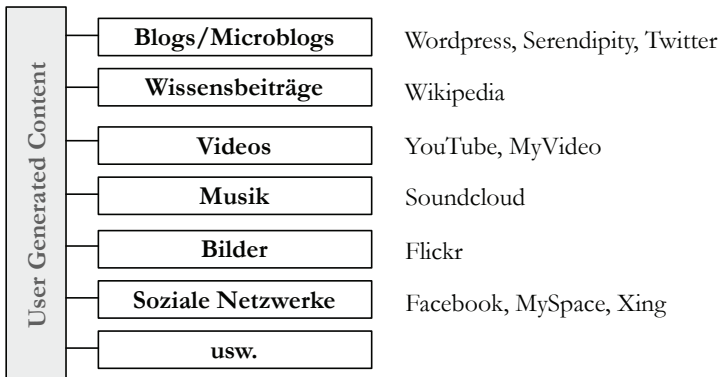 User Generated Content
Blogs/Microblogs Wordpress, Serendipity, Twitter
Wissensbeiträge Wikipedia
Videos YouTube, MyVideo
Musik Soundcloud
Bilder Flickr
Soziale Netzwerke Facebook, MySpace, Xing
usw.